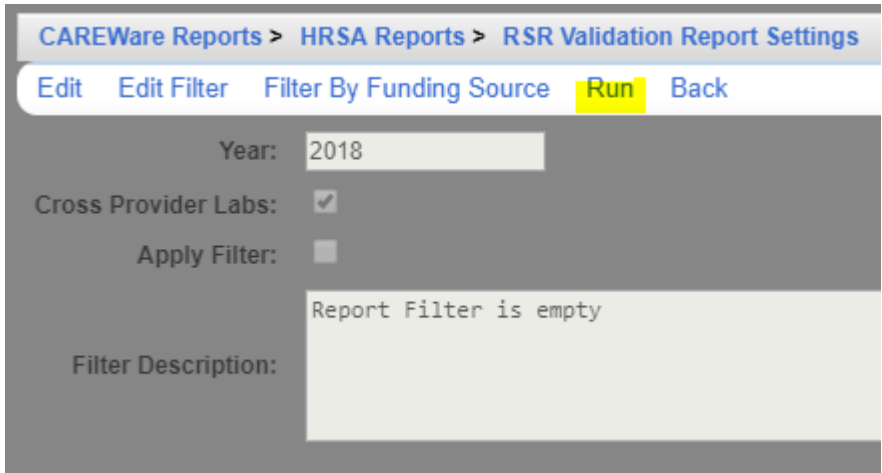 CAREWare Reports > HRSA Reports > RSR Validation Report Settings
Edit Edit Filter Filter By Funding Source Run Back
Year: 2018
Cross Provider Labs:
Apply Filter:
Report Filter is empty
Filter Description: